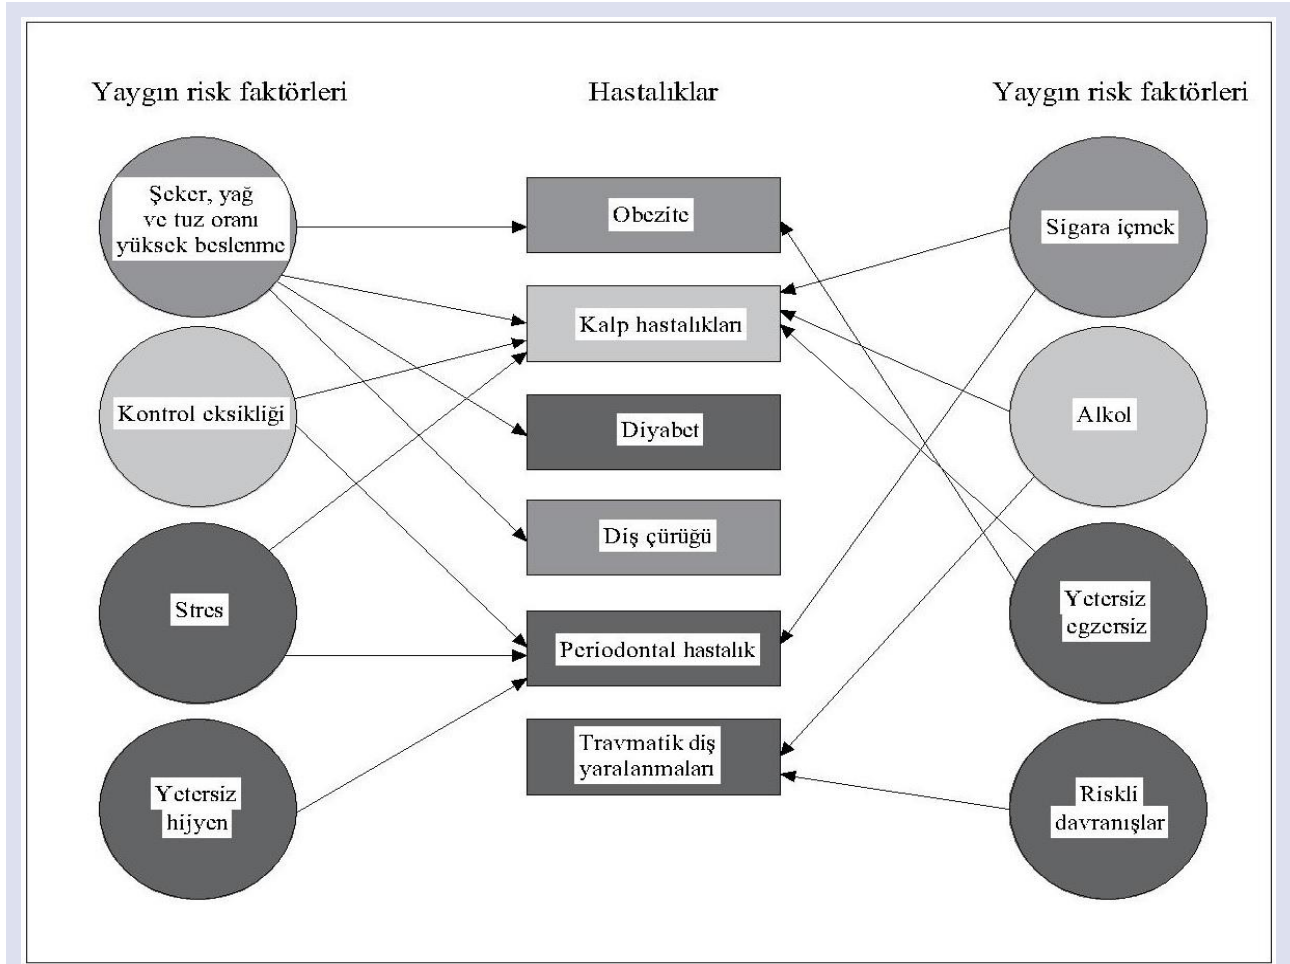 Yaygın risk faktörleri
Hastalıklar
Yaygın risk faktörleri
Şeker, yağ
ve tuz oranı
yüksek beslenme
Kontrol eksikliği
Stres
Yetersiz
hijyen
Obezite
Kalp hastalıkları
Diyabet
Diş çürüğü
Periodontal hastalık
Travmatik diş
yaralanmaları
Sigara içmek
Alkol
Yetersiz
egzersiz
Riskli
davranışlar